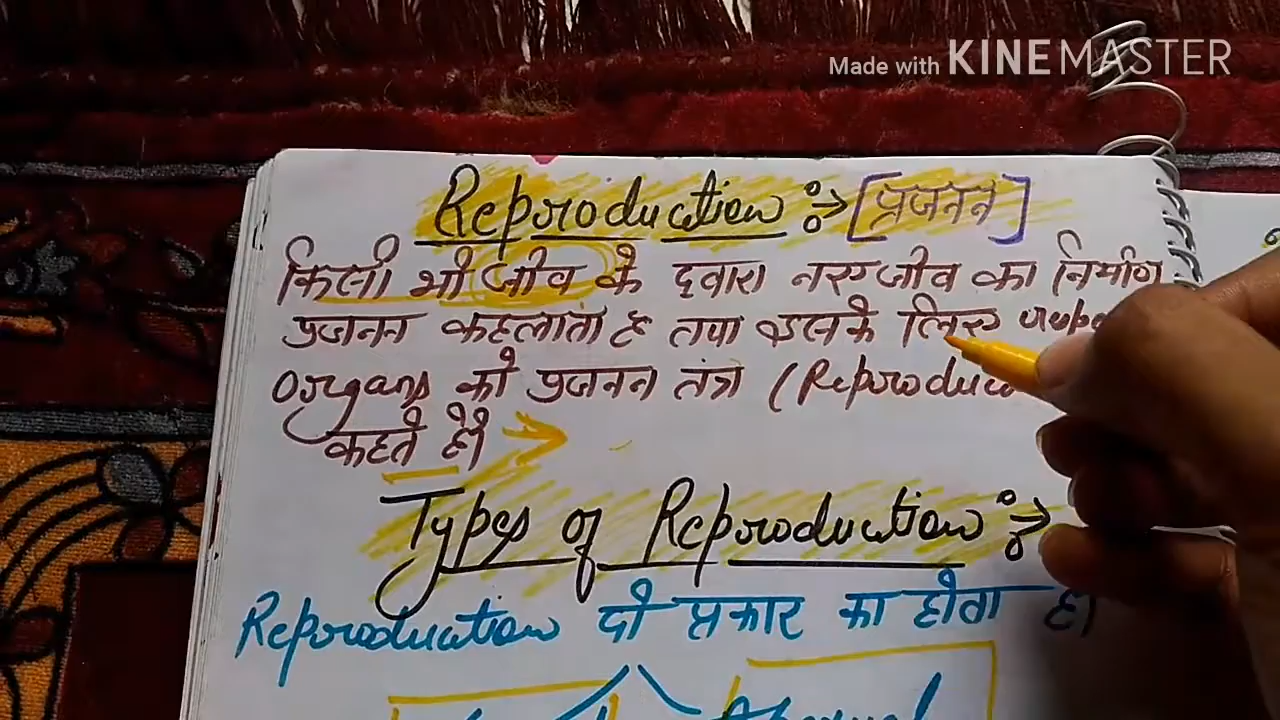 Made with KINEMASTER
Reproduction :→ [प्रजनन]
किसी भी जीव के द्वारा नए जीव का निर्माण
प्रजनन कहलाता है तथा इसके लिए
Organs को प्रजनन तंत्र (Reproduc
कहते है।
Types of Reproduction :→
Reproduction दो प्रकार का होता है।